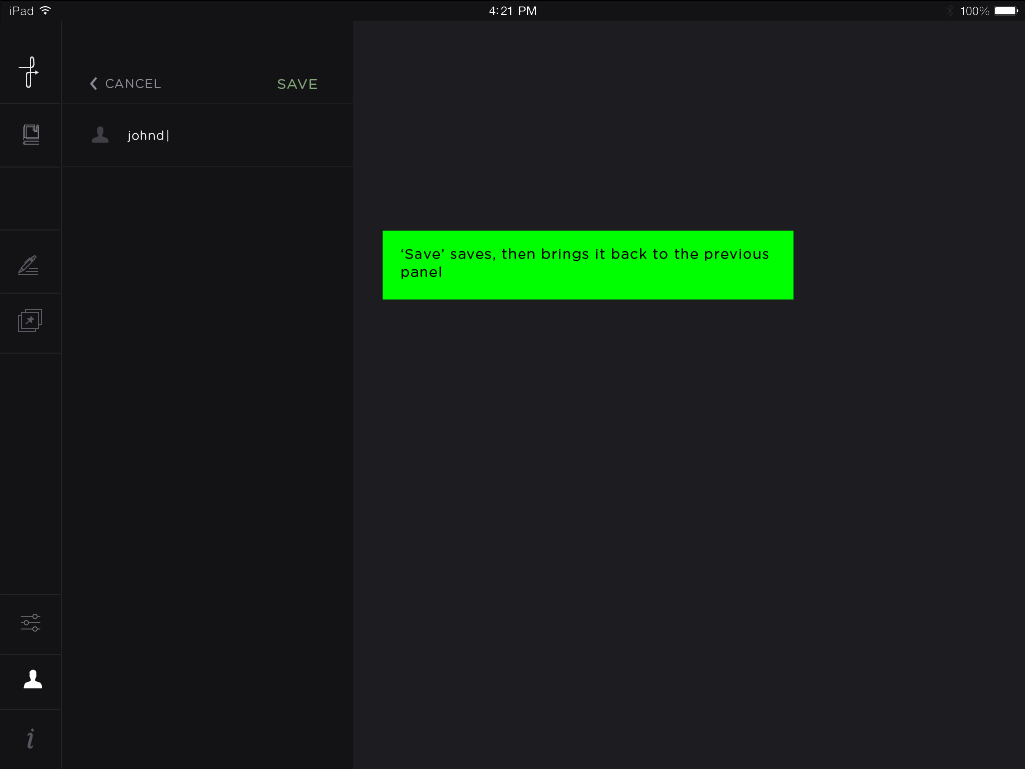 iPad 4:21 PM 100%
CANCEL SAVE
johnd
‘Save’ saves, then brings it back to the previous
panel
i